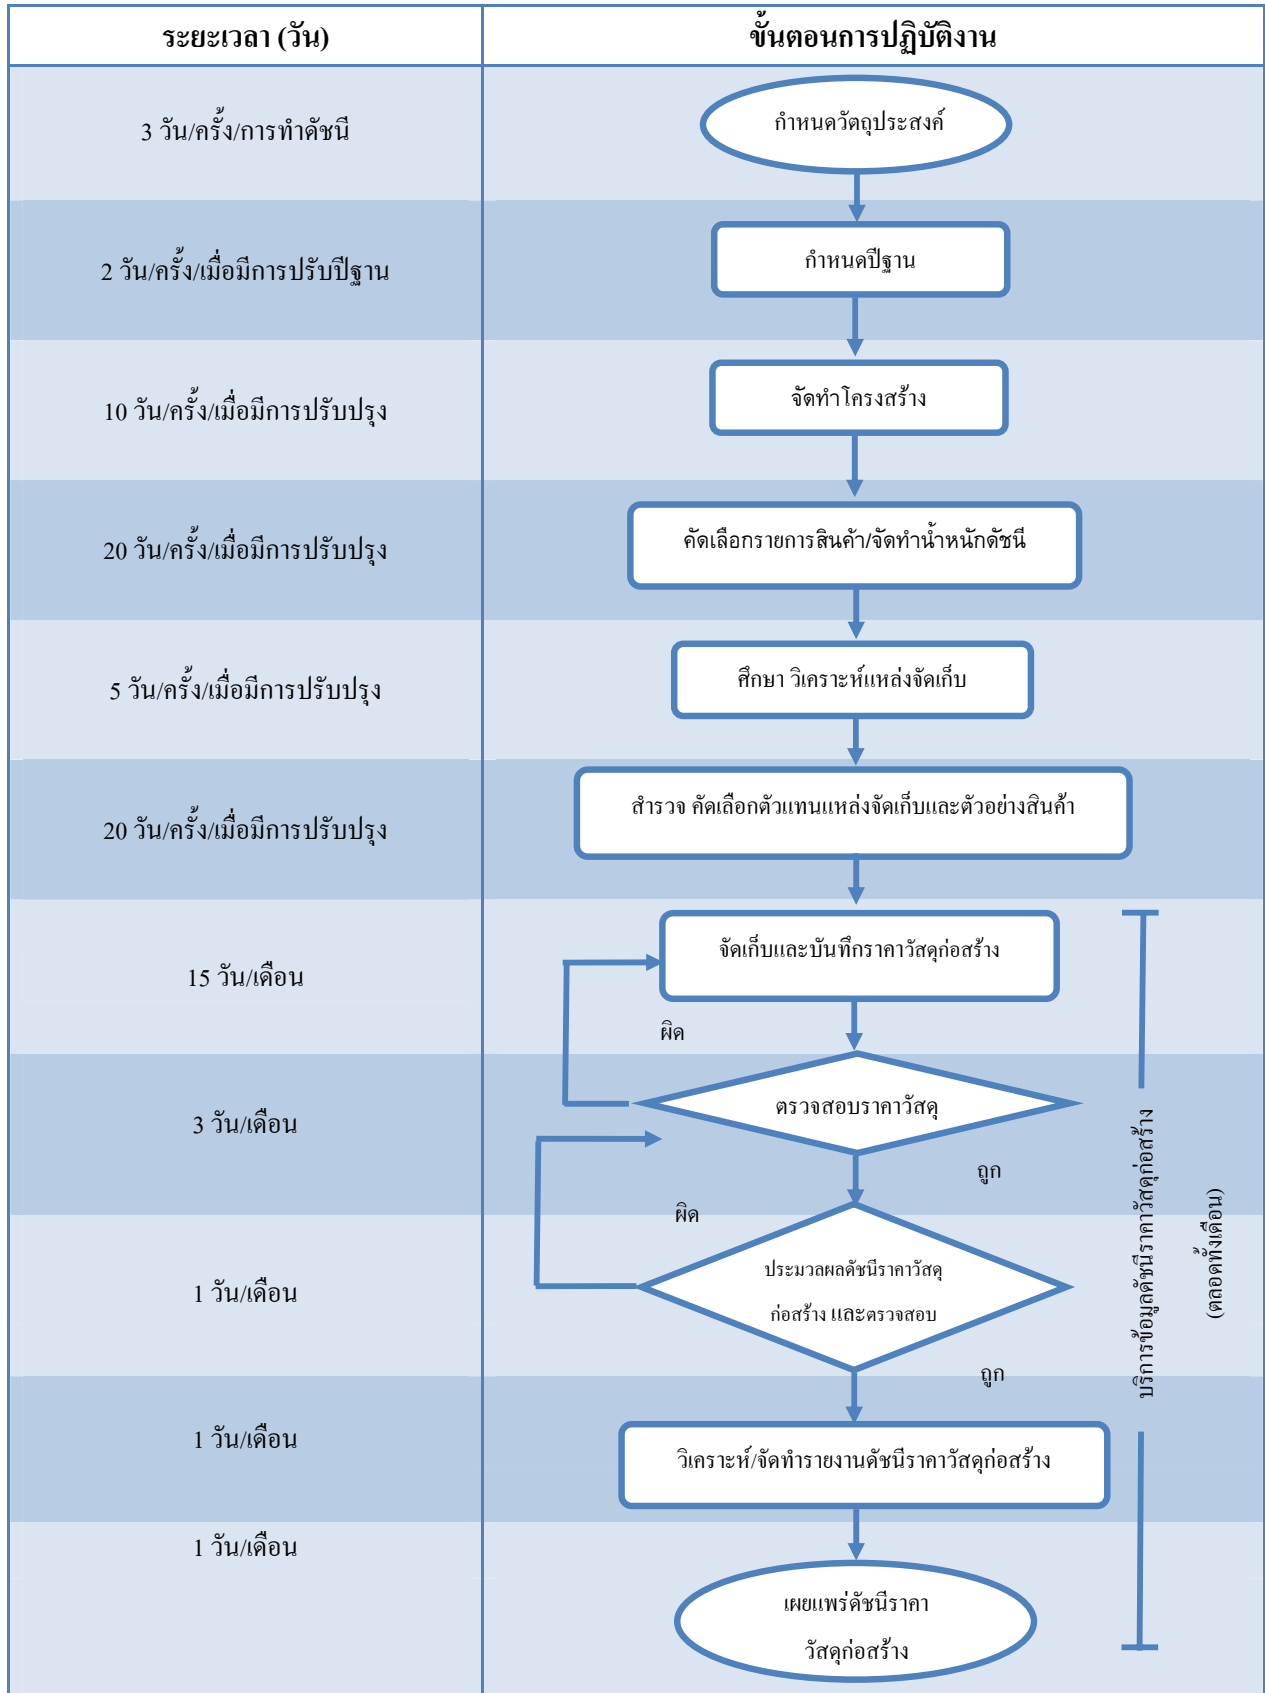 ระยะเวลา (วัน)
ขั้นตอนการปฏิบัติงาน
3 วัน/ครั้ง/การทำดัชนี
กำหนดวัตถุประสงค์
2 วัน/ครั้ง/เมื่อมีการปรับปีฐาน
กำหนดปีฐาน
10 วัน/ครั้ง/เมื่อมีการปรับปรุง
จัดทำโครงสร้าง
20 วัน/ครั้ง/เมื่อมีการปรับปรุง
คัดเลือกรายการสินค้า/จัดทำน้ำหนักดัชนี
5 วัน/ครั้ง/เมื่อมีการปรับปรุง
ศึกษา วิเคราะห์แหล่งจัดเก็บ
20 วัน/ครั้ง/เมื่อมีการปรับปรุง
สำรวจ คัดเลือกตัวแทนแหล่งจัดเก็บและตัวอย่างสินค้า
15 วัน/เดือน
จัดเก็บและบันทึกราคาวัสดุก่อสร้าง
ผิด
3 วัน/เดือน
ตรวจสอบราคาวัสดุ
ถูก
ผิด
1 วัน/เดือน
ประมวลผลดัชนีราคาวัสดุ
ก่อสร้าง และตรวจสอบ
ถูก
1 วัน/เดือน
วิเคราะห์/จัดทำรายงานดัชนีราคาวัสดุก่อสร้าง
1 วัน/เดือน
เผยแพร่ดัชนีราคา
วัสดุก่อสร้าง
บริการข้อมูลดัชนีราคาวัสดุก่อสร้าง
(ตลอดทั้งเดือน)